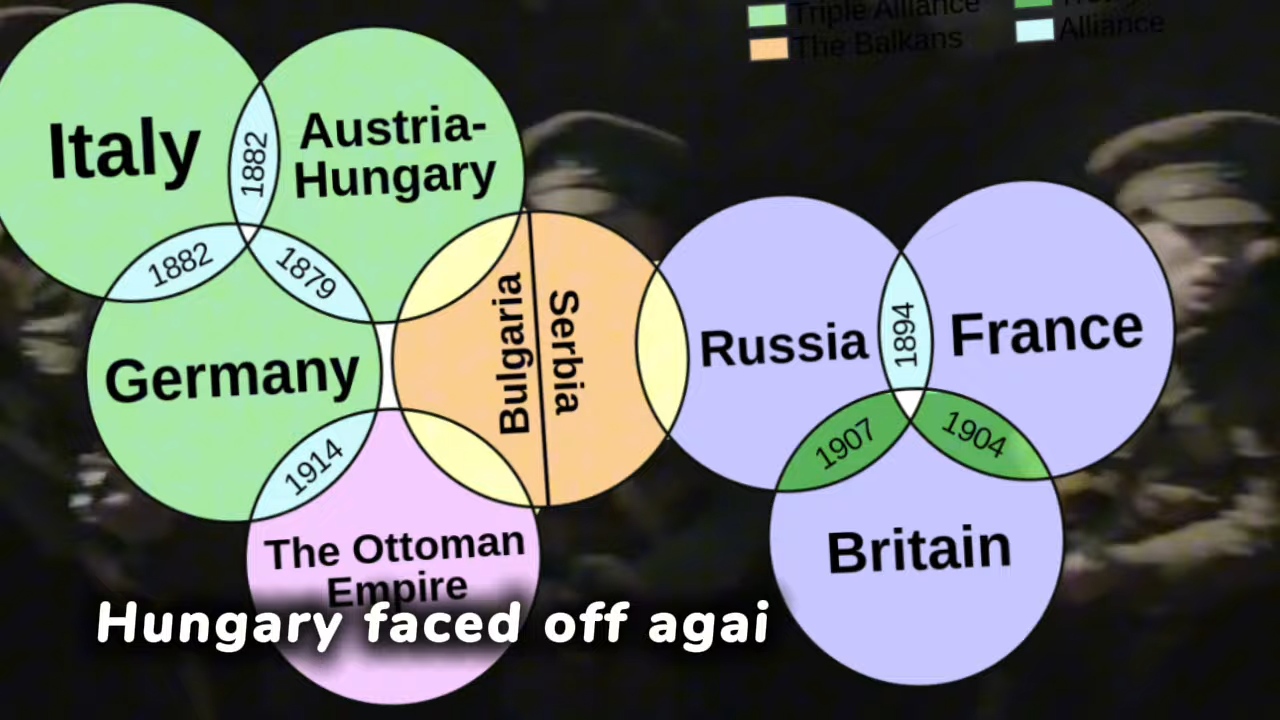 Triple Alliance
The Balkans
Alliance
Italy
1882
Austria-
Hungary
1882
1879
Germany
1914
Bulgaria
Serbia
The Ottoman
Empire
Russia
1894
France
1907
1904
Britain
Hungary faced off agai